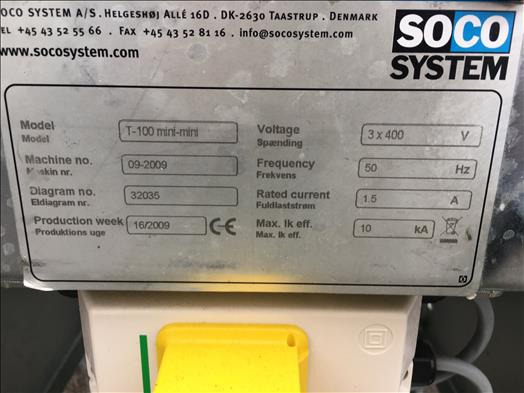 OCO SYSTEM A/S . HELGESHØJ ALLÉ 16D . DK-2630 TAASTRUP . DENMARK
EL +45 43 52 55 66 . FAX +45 43 52 81 16 . info@socosystem.com
www.socosystem.com
SOCO
SYSTEM
Model T-100 mini-mini
Model
Machine no. 09-2009
Maskin nr.
Diagram no. 32035
Eldiagram nr.
Production week 16/2009 CE
Produktions uge
Voltage 3 x 400 V
Spænding
Frequency 50 Hz
Frekvens
Rated current 1.5 A
Fuldlaststrøm
Max. Ik eff. 10 kA
Max. Ik eff.